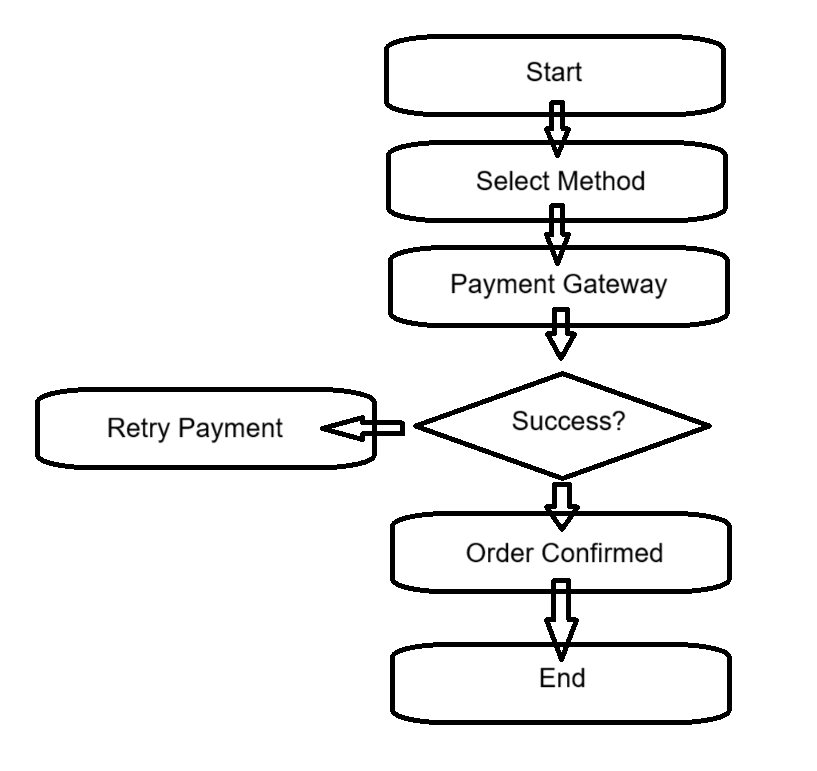 Start
Select Method
Payment Gateway
Success?
Retry Payment
Order Confirmed
End